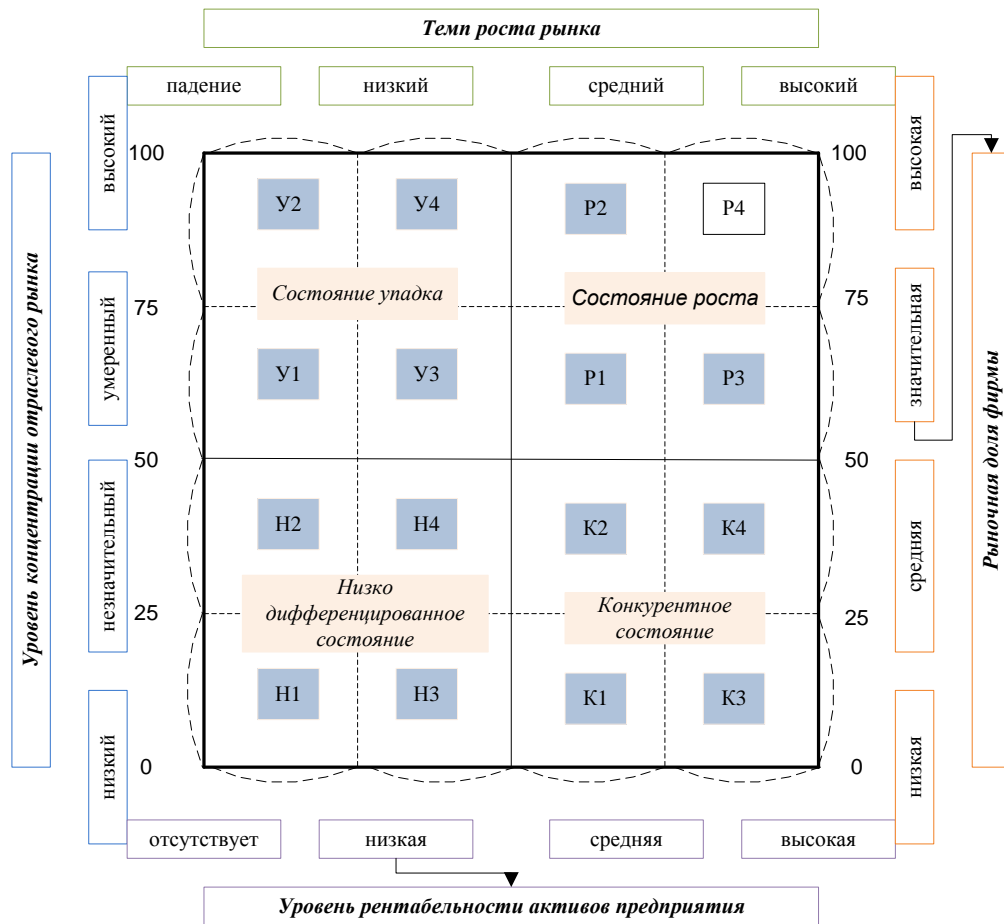 Темп роста рынка
падение
низкий
средний
высокий
Уровень концентрации отраслевого рынка
высокий
умеренный
незначительный
низкий
100
75
50
25
0
У2
У4
Р2
Р4
Состояние упадка
Состояние роста
У1
У3
Р1
Р3
Н2
Н4
К2
К4
Низко
дифференцированное
состояние
Конкурентное
состояние
Н1
Н3
К1
К3
100
75
50
25
0
высокая
значительная
средняя
низкая
Рыночная доля фирмы
отсутствует
низкая
средняя
высокая
Уровень рентабельности активов предприятия